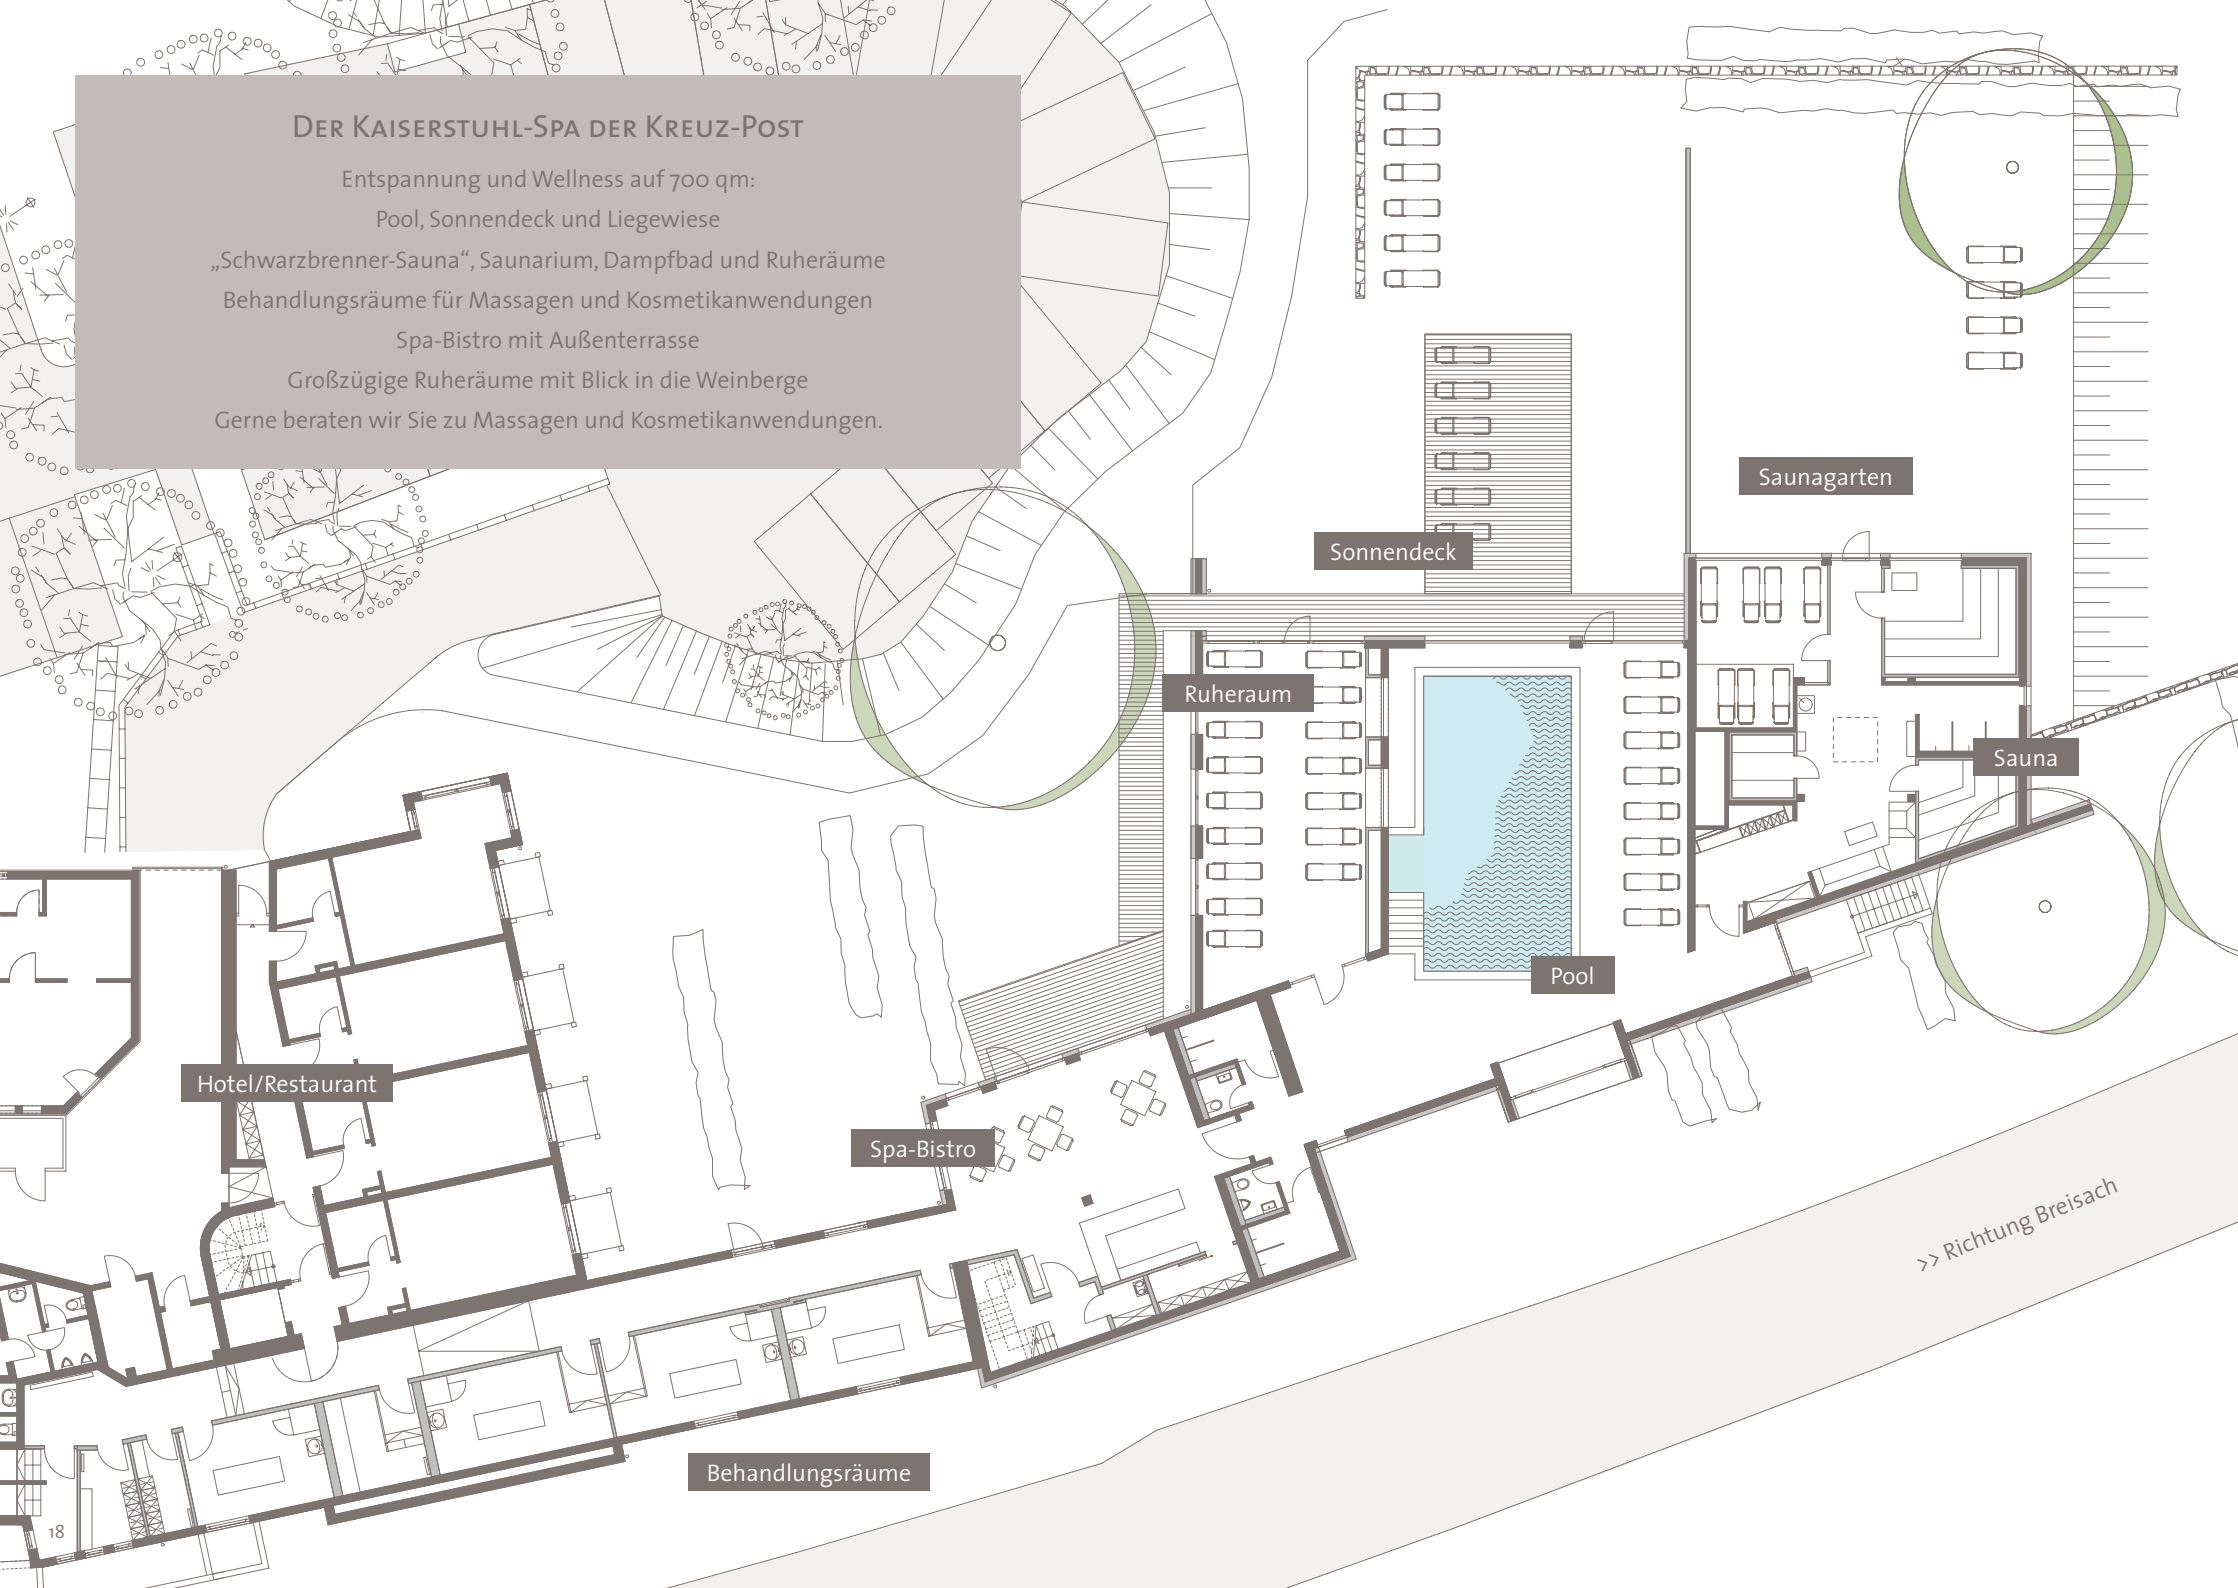 Der Kaiserstuhl-Spa der Kreuz-Post
Entspannung und Wellness auf 700 qm:
Pool, Sonnendeck und Liegewiese
„Schwarzbrenner-Sauna“, Saunarium, Dampfbad und Ruheräume
Behandlungsräume für Massagen und Kosmetikanwendungen
Spa-Bistro mit Außenterrasse
Großzügige Ruheräume mit Blick in die Weinberge
Gerne beraten wir Sie zu Massagen und Kosmetikanwendungen.
Saunagarten
Sonnendeck
Ruheraum
Sauna
Pool
Hotel/Restaurant
Spa-Bistro
>> Richtung Breisach
Behandlungsräume
18